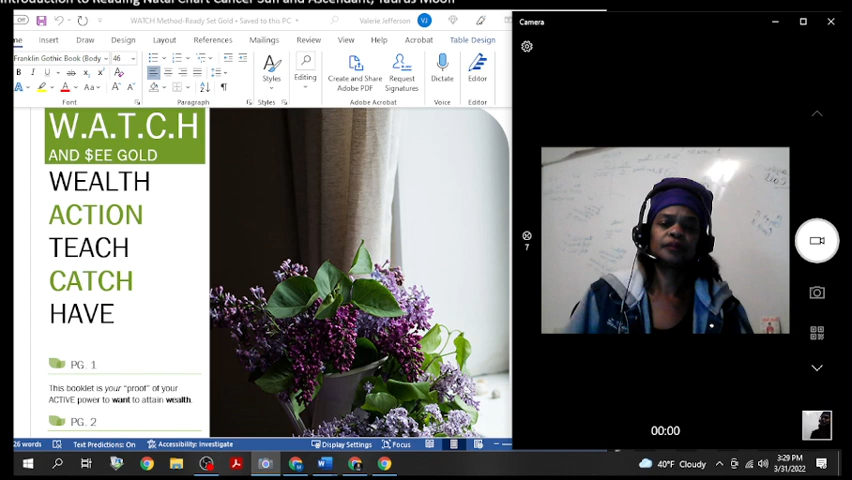 Introduction to Reading Natal Chart Cancer Sun and Ascendant, Taurus Moon
WATCH Method-Ready Set Gold • Saved to this PC
Valerie Jefferson
VJ
Camera
me
Insert
Layout
References
Mailings
Review
View
Help
Acrobat
Table Design
Franklin Gothic Book (Body
46
Styles
Editing
Create and Share
Adobe PDF
Request
Signatures
Dictate
Editor
Font
Paragraph
Styles
Adobe Acrobat
Voice
Editor
W.A.T.C.H
AND $EE GOLD
WEALTH
ACTION
TEACH
CATCH
HAVE
PG. 1
This booklet is your "proof" of your
ACTIVE power to want to attain wealth.
PG. 2
7
00:00
26 words
Text Predictions: On
Accessibility: Investigate
Display Settings
Focus
40°F Cloudy
3:29 PM
3/31/2022